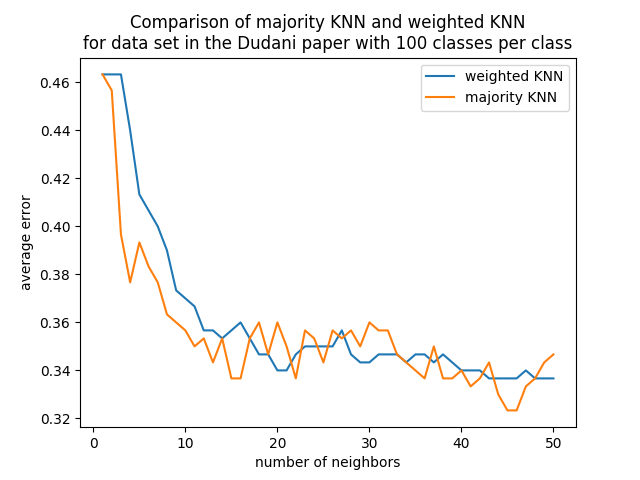 Comparison of majority KNN and weighted KNN
for data set in the Dudani paper with 100 classes per class
weighted KNN
majority KNN
0.46
0.44
0.42
0.40
0.38
0.36
0.34
0.32
average error
0
10
20
30
40
50
number of neighbors